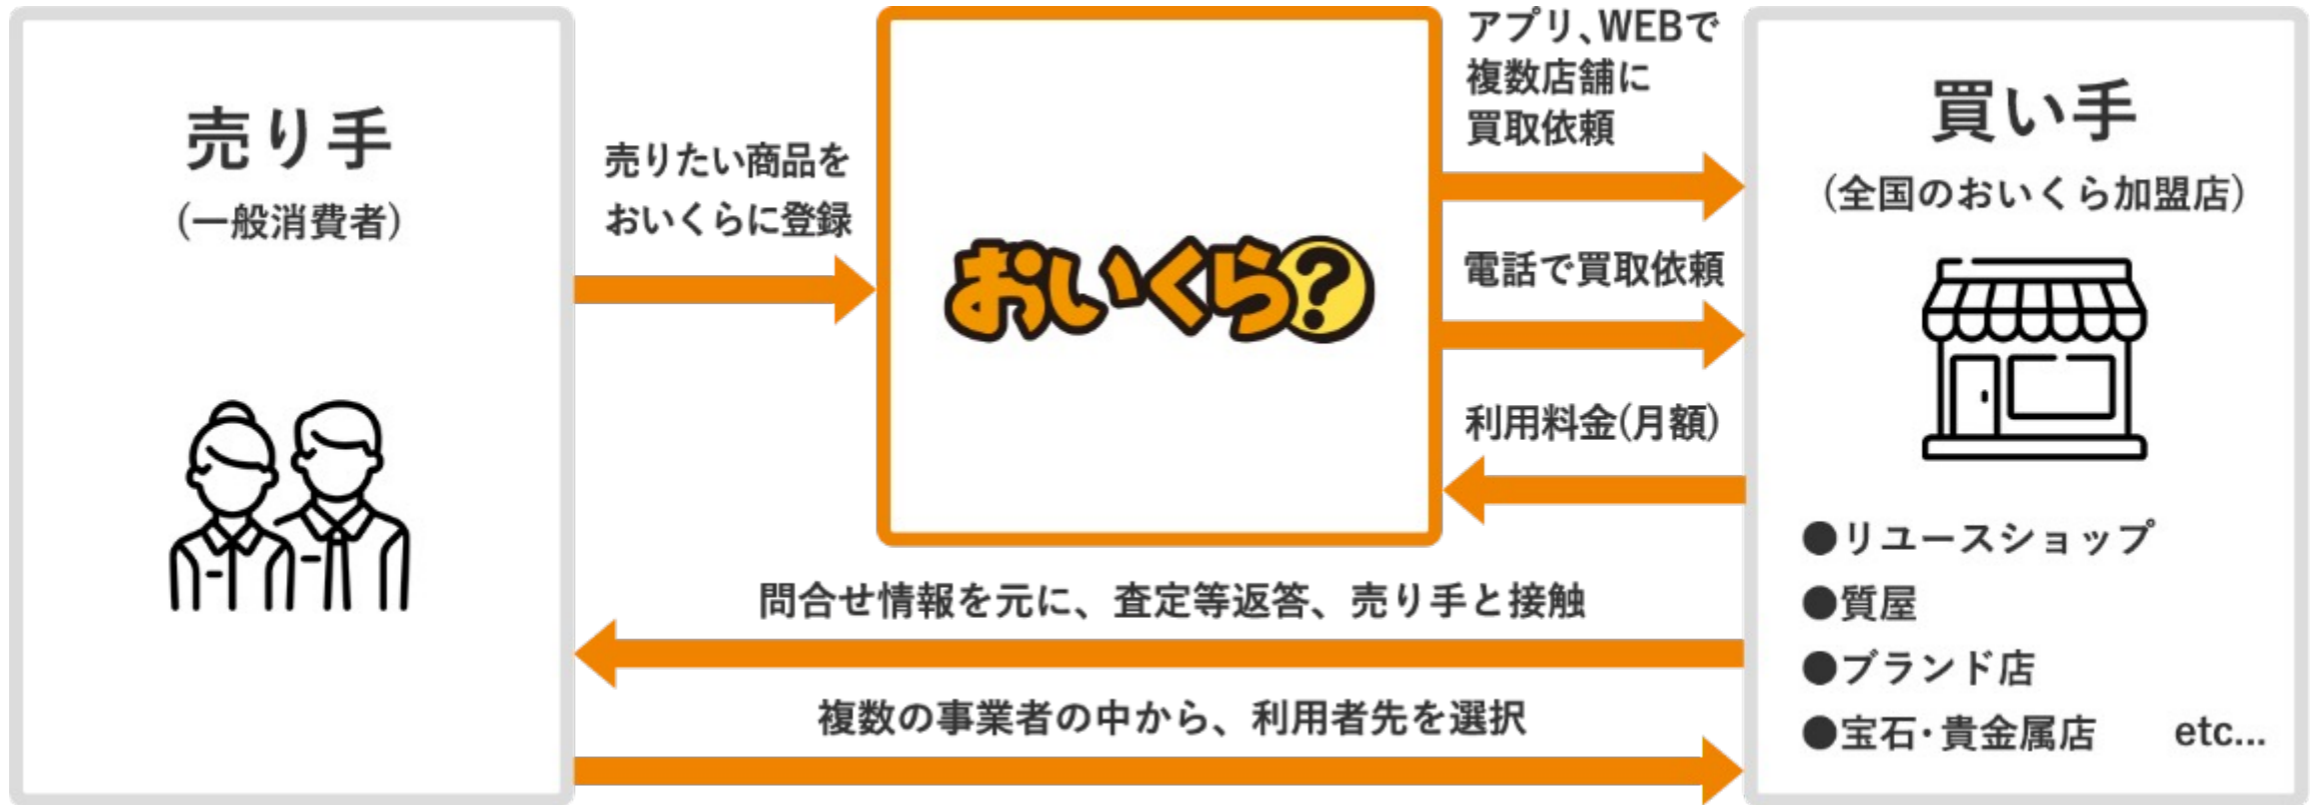 売り手
(一般消費者)
売りたい商品を
おいくらに登録
おいくら?
アプリ、WEBで
複数店舗に
買取依頼
電話で買取依頼
利用料金(月額)
買い手
(全国のおいくら加盟店)
●リユースショップ
●質屋
●ブランド店
●宝石・貴金属店 etc...
問合せ情報を元に、査定等返答、売り手と接触
複数の事業者の中から、利用者先を選択